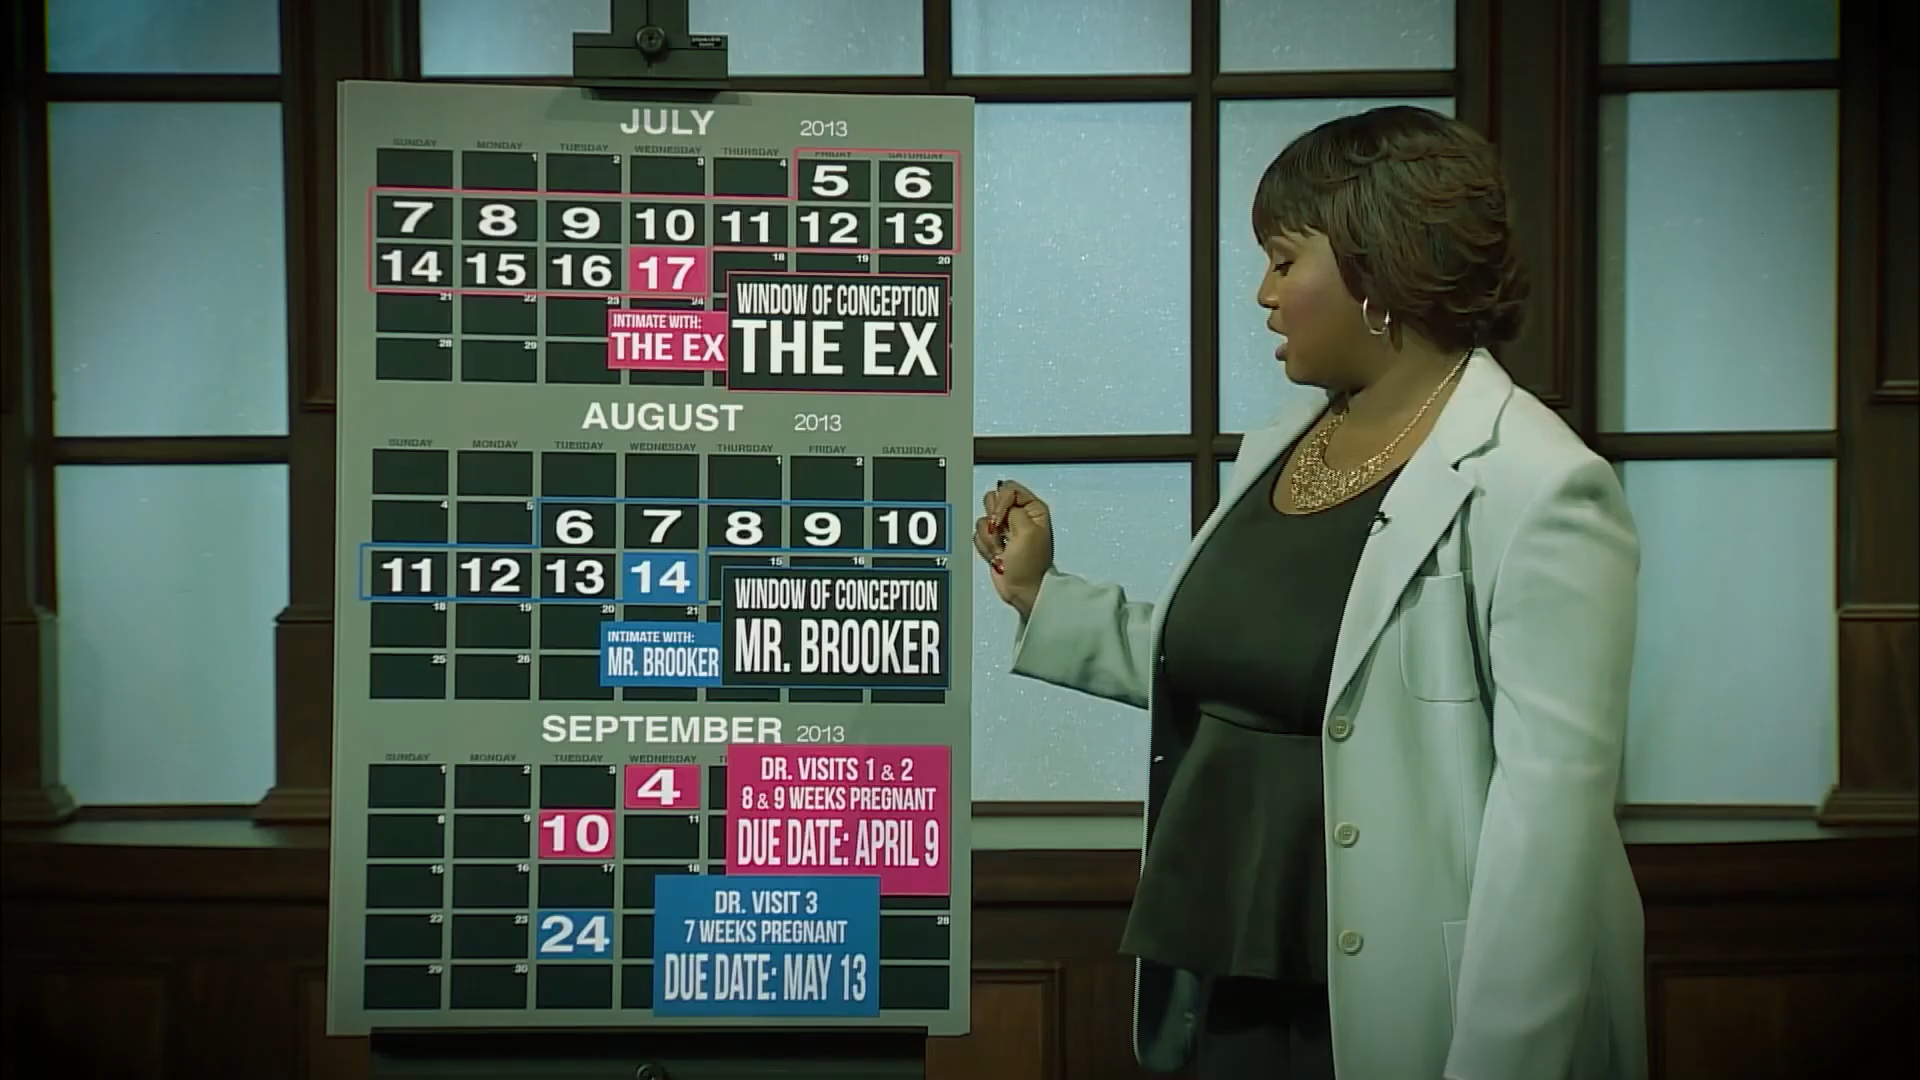 JULY 2013
SUNDAY MONDAY TUESDAY WEDNESDAY THURSDAY FRIDAY SATURDAY
1 2 3 4 5 6
7 8 9 10 11 12 13
14 15 16 17 18 19 20
21 22 23 24
INTIMATE WITH:
THE EX
WINDOW OF CONCEPTION
THE EX
28 29
AUGUST 2013
SUNDAY MONDAY TUESDAY WEDNESDAY THURSDAY FRIDAY SATURDAY
1 2 3
4 5 6 7 8 9 10
11 12 13 14 15 16 17
18 19 20 21
INTIMATE WITH:
MR. BROOKER
WINDOW OF CONCEPTION
MR. BROOKER
25 26
SEPTEMBER 2013
SUNDAY MONDAY TUESDAY WEDNESDAY
1 2 3 4
8 9 10 11
15 16 17 18
22 23 24 28
29 30
DR. VISITS 1 & 2
8 & 9 WEEKS PREGNANT
DUE DATE: APRIL 9
DR. VISIT 3
7 WEEKS PREGNANT
DUE DATE: MAY 13